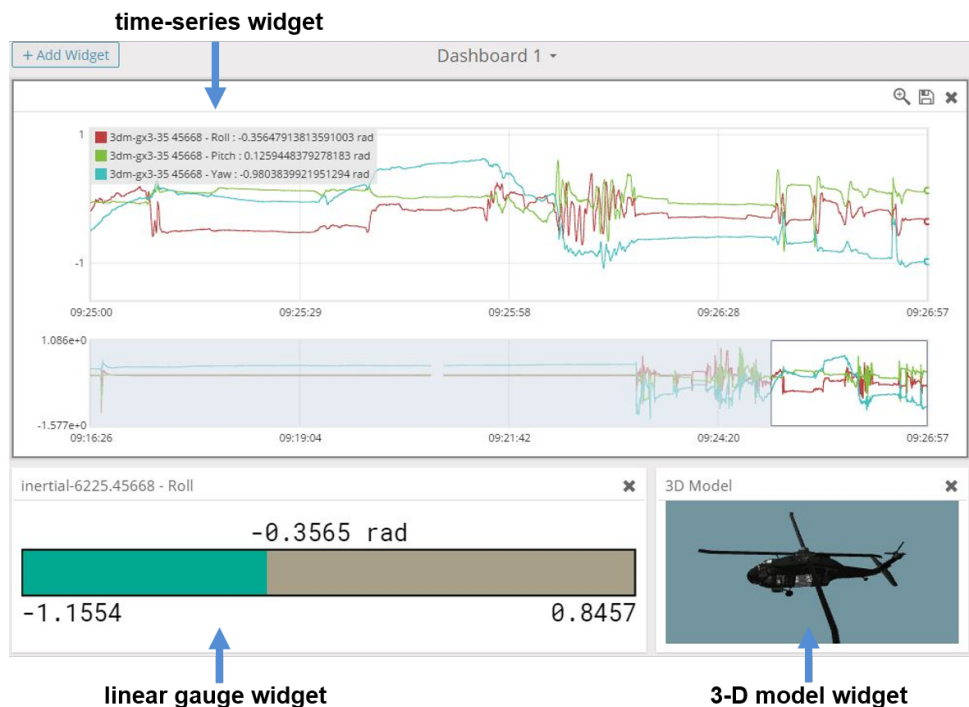 time-series widget
+ Add Widget
Dashboard 1
3dm-gx3-35 45668 - Roll : -0.35647913813591003 rad
3dm-gx3-35 45668 - Pitch : 0.1259448379278183 rad
3dm-gx3-35 45668 - Yaw : -0.9803839921951294 rad
1
-1
09:25:00 09:25:29 09:25:58 09:26:28 09:26:57
1.086e+0
-1.577e+0
09:16:26 09:19:04 09:21:42 09:24:20 09:26:57
inertial-6225.45668 - Roll
-0.3565 rad
-1.1554 0.8457
3D Model
linear gauge widget
3-D model widget